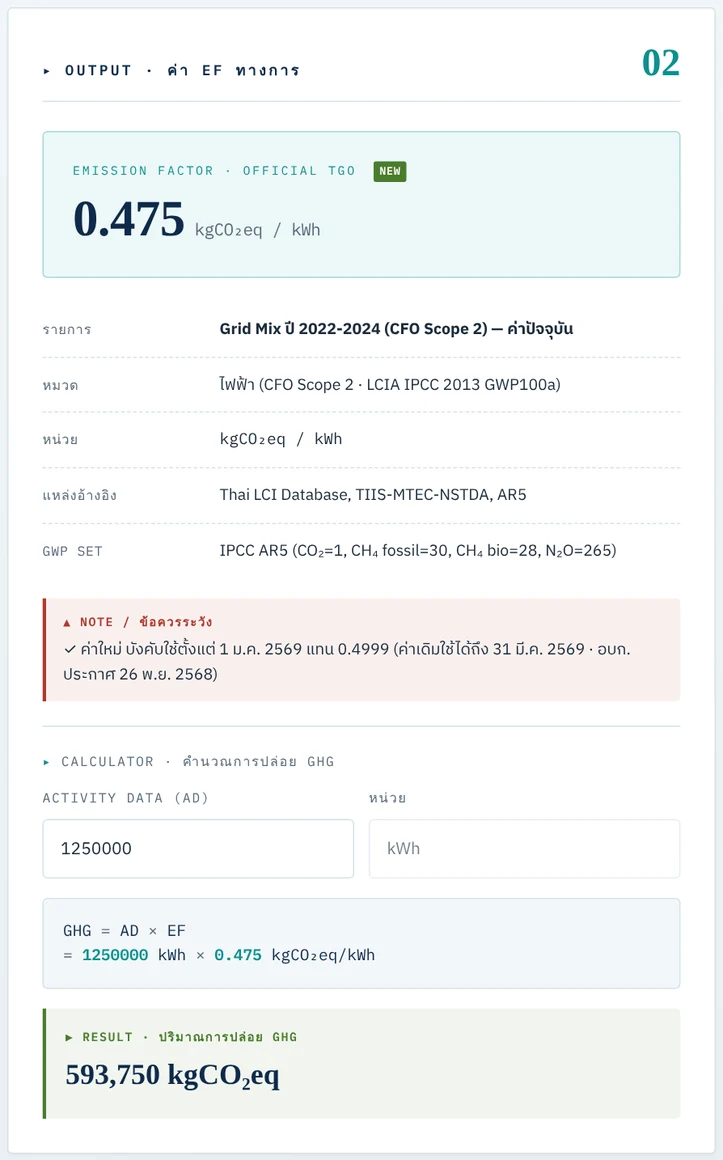 ▸ OUTPUT · ค่า EF ทางการ
02
EMISSION FACTOR · OFFICIAL TGO NEW
0.475 kgCO₂eq / kWh
รายการ Grid Mix ปี 2022-2024 (CFO Scope 2) — ค่าปัจจุบัน
หมวด ไฟฟ้า (CFO Scope 2 · LCIA IPCC 2013 GWP100a)
หน่วย kgCO₂eq / kWh
แหล่งอ้างอิง Thai LCI Database, TIIS-MTEC-NSTDA, AR5
GWP SET IPCC AR5 (CO₂=1, CH₄ fossil=30, CH₄ bio=28, N₂O=265)
▲ NOTE / ข้อควรระวัง
✓ ค่าใหม่ บังคับใช้ตั้งแต่ 1 ม.ค. 2569 แทน 0.4999 (ค่าเดิมใช้ได้ถึง 31 มี.ค. 2569 · อบก.
ประกาศ 26 พ.ย. 2568)
▸ CALCULATOR · คำนวณการปล่อย GHG
ACTIVITY DATA (AD) หน่วย
1250000 kWh
GHG = AD × EF
= 1250000 kWh × 0.475 kgCO₂eq/kWh
▶ RESULT · ปริมาณการปล่อย GHG
593,750 kgCO₂eq